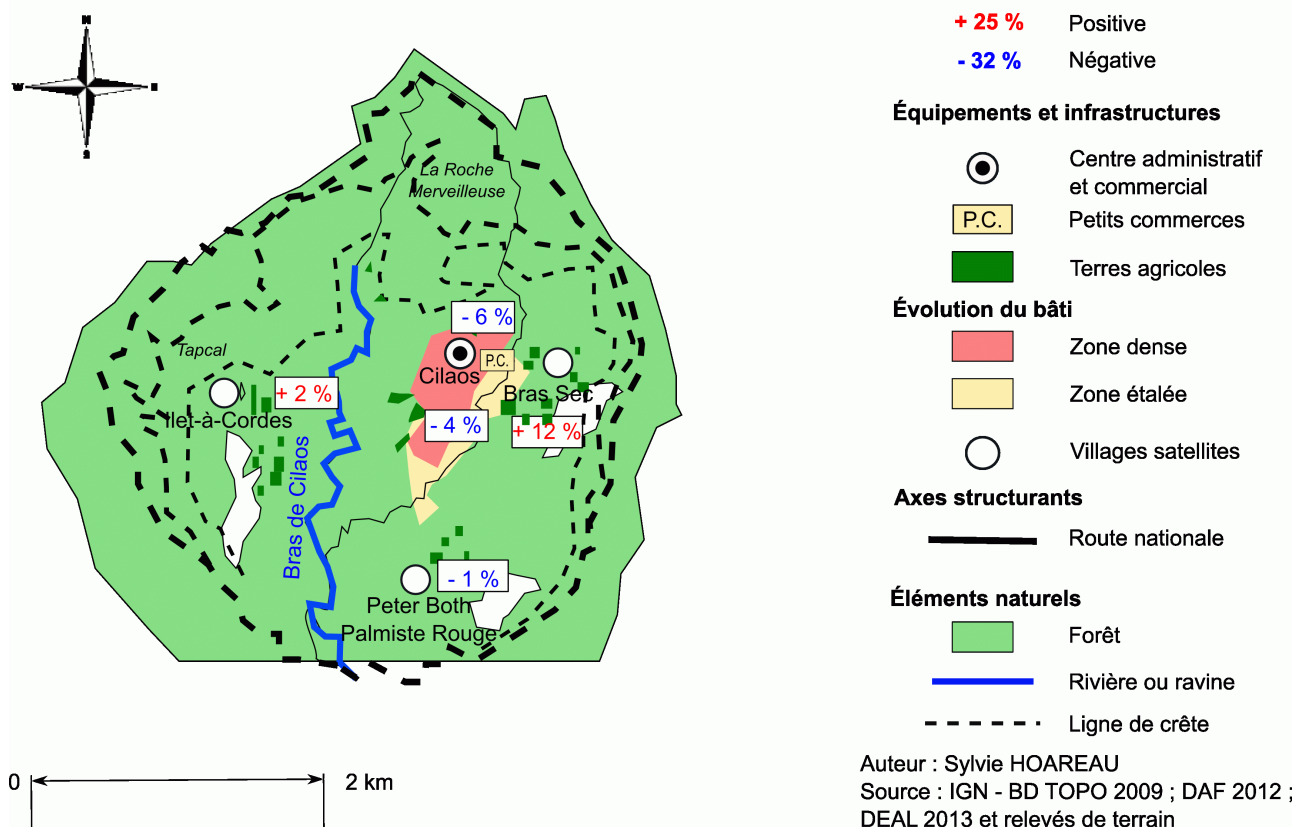 N
W
E
S
La Roche
Merveilleuse
Tapcal
- 6 %
P.C.
Cilaos
Bras Sec
+ 2 %
Ilet-à-Cordes
- 4 %
+ 12 %
Bras de Cilaos
- 1 %
Peter Both
Palmiste Rouge
0
2 km
+ 25 %
Positive
- 32 %
Négative
Équipements et infrastructures
Centre administratif
et commercial
P.C.
Petits commerces
Terres agricoles
Évolution du bâti
Zone dense
Zone étalée
Villages satellites
Axes structurants
Route nationale
Éléments naturels
Forêt
Rivière ou ravine
Ligne de crête
Auteur : Sylvie HOAREAU
Source : IGN - BD TOPO 2009 ; DAF 2012 ;
DEAL 2013 et relevés de terrain